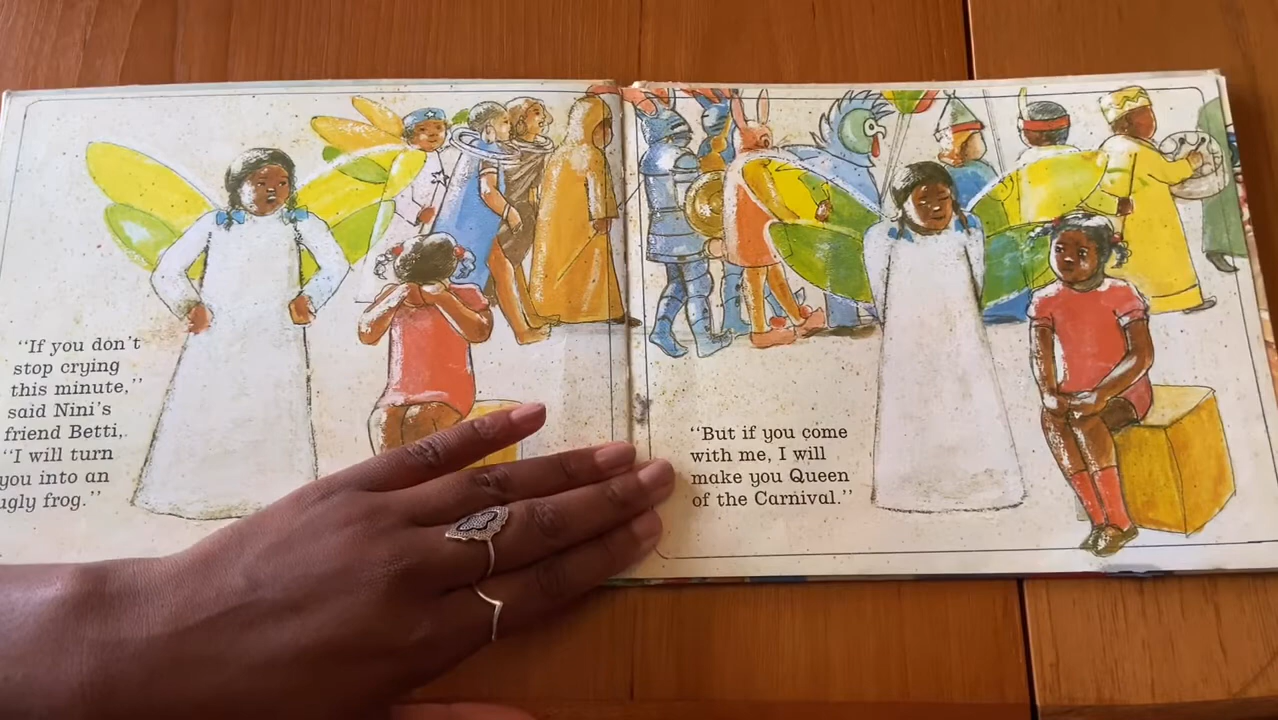 "If you don't
stop crying
this minute,"
said Nini's
friend Betti,
"I will turn
you into an
ugly frog."
"But if you come
with me, I will
make you Queen
of the Carnival."